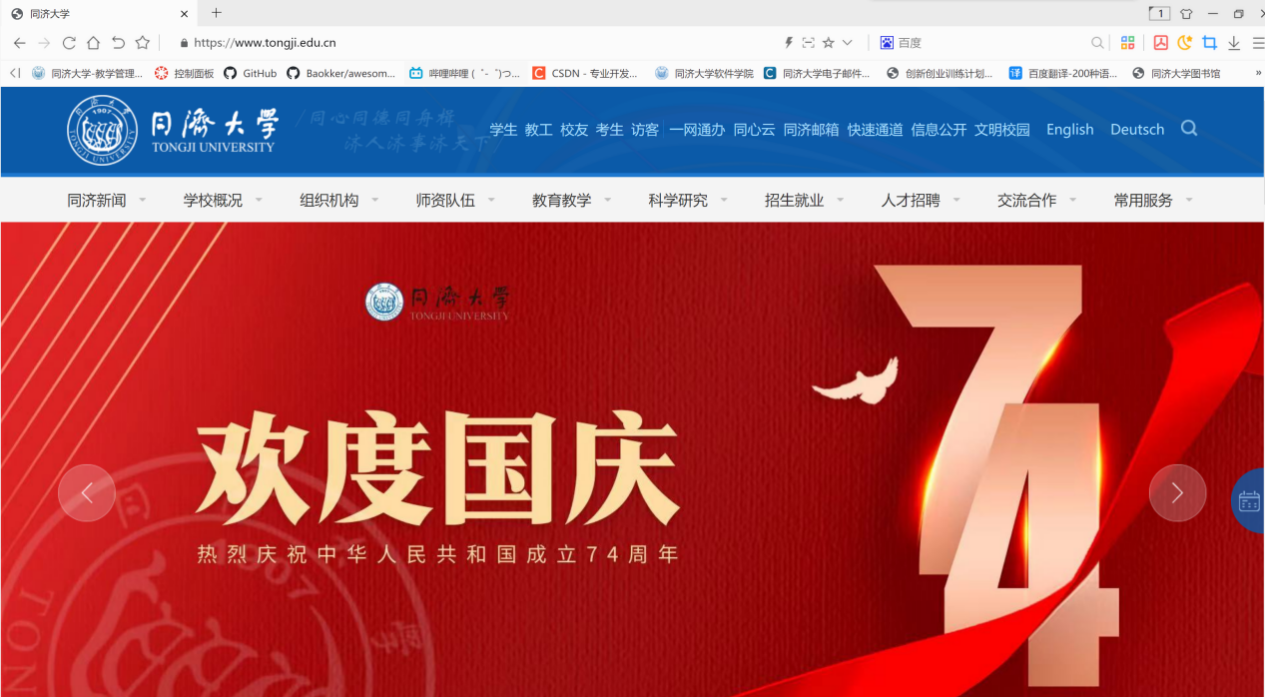 同济大学
1
https://www.tongji.edu.cn
百度
同济大学-教学管理... 控制面板 GitHub Baokker/awesom... 哔哩哔哩 ( ゜- ゜)つ... CSDN - 专业开发... 同济大学软件学院 同济大学电子邮件... 创新创业训练计划... 译 百度翻译-200种语... 同济大学图书馆 »
1907
同濟大學
TONGJI UNIVERSITY
同心同德同舟楫
济人济事济天下
学生 教工 校友 考生 访客 一网通办 同心云 同济邮箱 快速通道 信息公开 文明校园 English Deutsch
同济新闻 学校概况 组织机构 师资队伍 教育教学 科学研究 招生就业 人才招聘 交流合作 常用服务
同濟大學
TONGJI UNIVERSITY
74
欢度国庆
热烈庆祝中华人民共和国成立74周年
1907